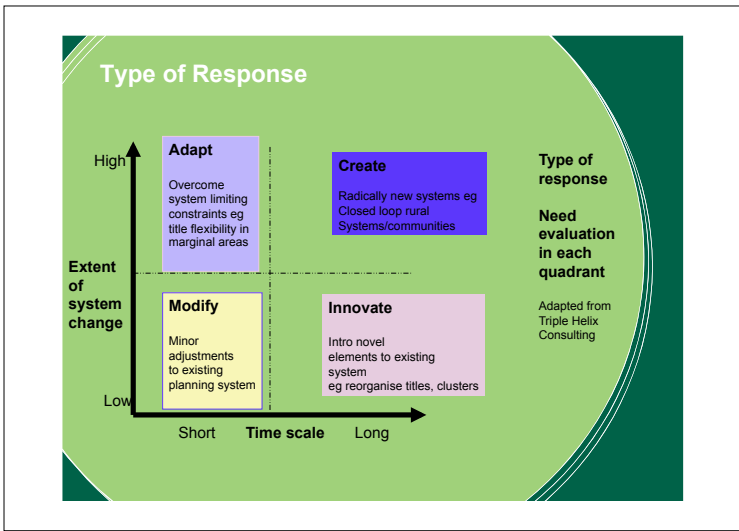 Type of Response
High
Adapt
Overcome
system limiting
constraints eg
title flexibility in
marginal areas
Create
Radically new systems eg
Closed loop rural
Systems/communities
Type of
response
Need
evaluation
in each
quadrant
Adapted from
Triple Helix
Consulting
Extent
of
system
change
Modify
Minor
adjustments
to existing
planning system
Innovate
Intro novel
elements to existing
system
eg reorganise titles, clusters
Low
Short Time scale Long